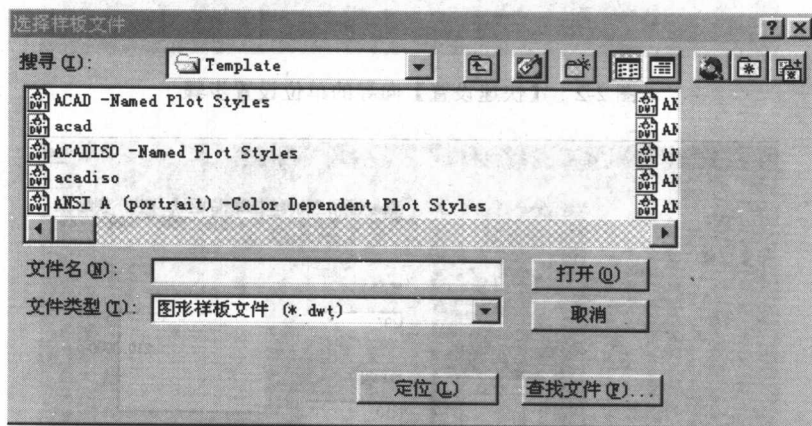 选择样板文件
搜寻(I):
Template
ACAD -Named Plot Styles
acad
ACADISO -Named Plot Styles
acadiso
ANSI A (portrait) -Color Dependent Plot Styles
文件名(N):
打开(O)
文件类型(T):
图形样板文件 (*.dwt)
取消
定位(L)
查找文件(F)...